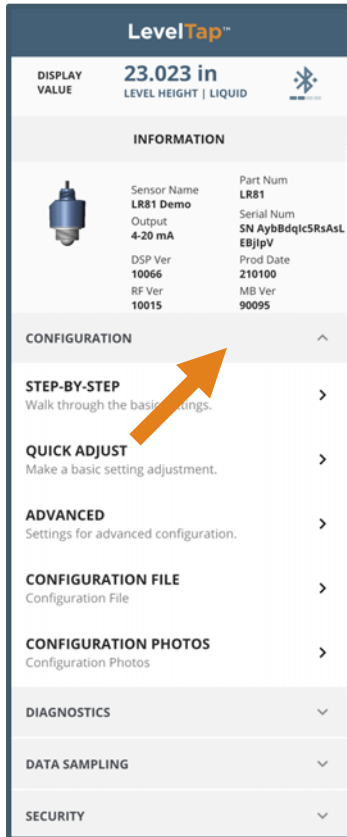 LevelTap™
DISPLAY VALUE
23.023 in
LEVEL HEIGHT | LIQUID
INFORMATION
Sensor Name
LR81 Demo
Output
4-20 mA
DSP Ver
10066
RF Ver
10015
Part Num
LR81
Serial Num
SN AybBdqIc5RsAsL
EBjIpV
Prod Date
210100
MB Ver
90095
CONFIGURATION
STEP-BY-STEP
Walk through the basic settings.
QUICK ADJUST
Make a basic setting adjustment.
ADVANCED
Settings for advanced configuration.
CONFIGURATION FILE
Configuration File
CONFIGURATION PHOTOS
Configuration Photos
DIAGNOSTICS
DATA SAMPLING
SECURITY